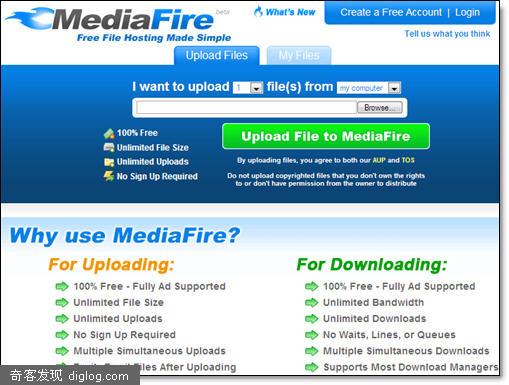 MediaFire beta
Free File Hosting Made Simple
What's New
Create a Free Account | Login
Tell us what you think
Upload Files
My Files
I want to upload 1 file(s) from my computer
Browse...
100% Free
Unlimited File Size
Unlimited Uploads
No Sign Up Required
Upload File to MediaFire
By uploading files, you agree to both our AUP and TOS
Do not upload copyrighted files that you don't own the rights
to or don't have permission from the owner to distribute
Why use MediaFire?
For Uploading:
100% Free - Fully Ad Supported
Unlimited File Size
Unlimited Uploads
No Sign Up Required
Multiple Simultaneous Uploads
Files After Uploading
For Downloading:
100% Free - Fully Ad Supported
Unlimited Bandwidth
Unlimited Downloads
No Waits, Lines, or Queues
Multiple Simultaneous Downloads
Supports Most Download Managers
奇客发现 diglog.com